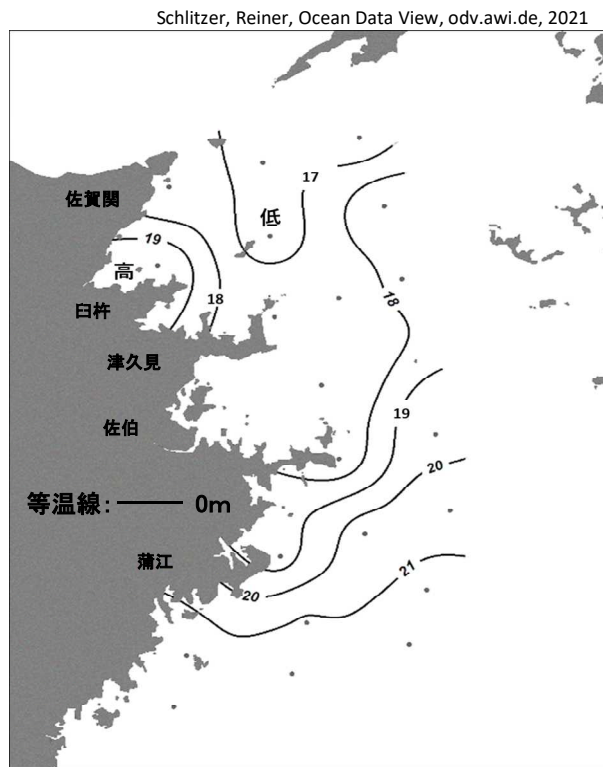 Schlitzer, Reiner, Ocean Data View, odv.awi.de, 2021
17
佐賀関
低
19
高
18
18
臼杵
津久見
19
佐伯
20
等温線: 0m
蒲江
21
20